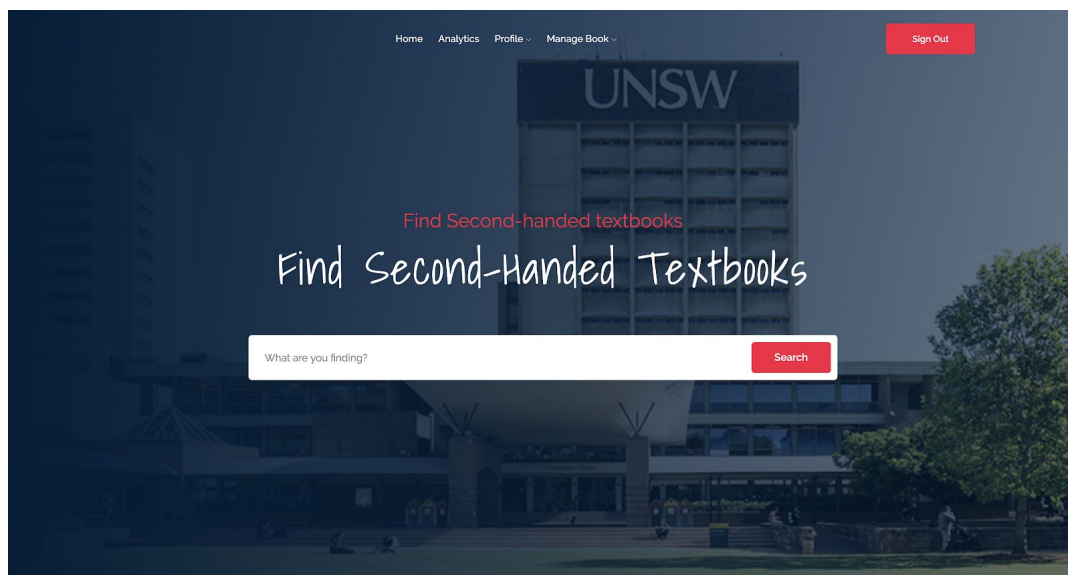 Home Analytics Profile Manage Book Sign Out
UNSW
Find Second-handed textbooks
Find Second-Handed Textbooks
What are you finding? Search